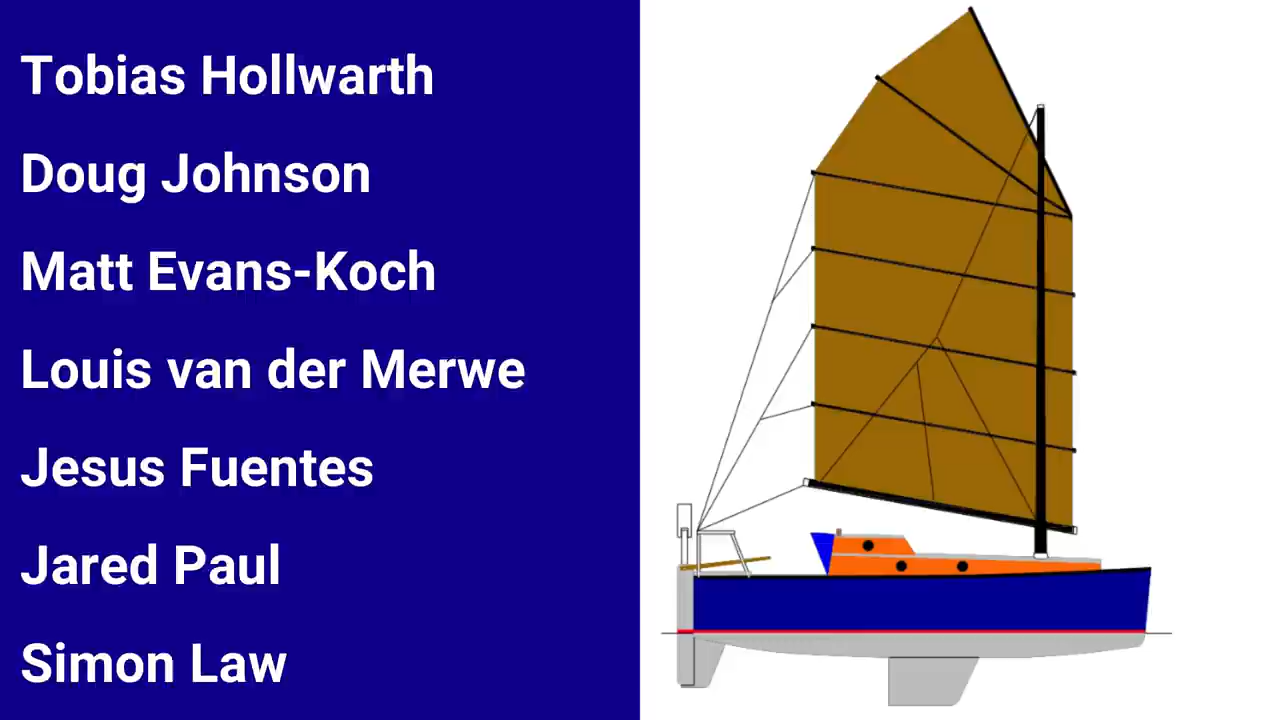 Tobias Hollwarth
Doug Johnson
Matt Evans-Koch
Louis van der Merwe
Jesus Fuentes
Jared Paul
Simon Law